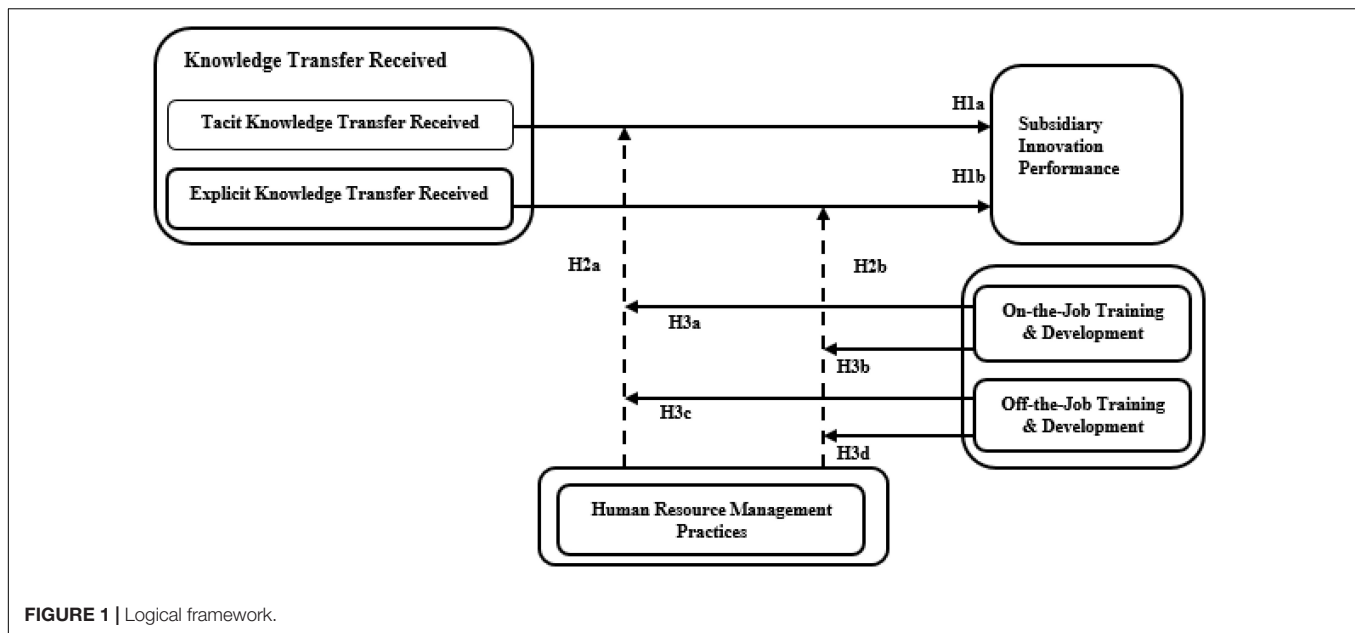 Knowledge Transfer Received
Tacit Knowledge Transfer Received
Explicit Knowledge Transfer Received
H1a
H1b
Subsidiary
Innovation
Performance
H2a
H2b
H3a
H3b
H3c
H3d
On-the-Job Training
& Development
Off-the-Job Training
& Development
Human Resource Management
Practices
FIGURE 1 | Logical framework.